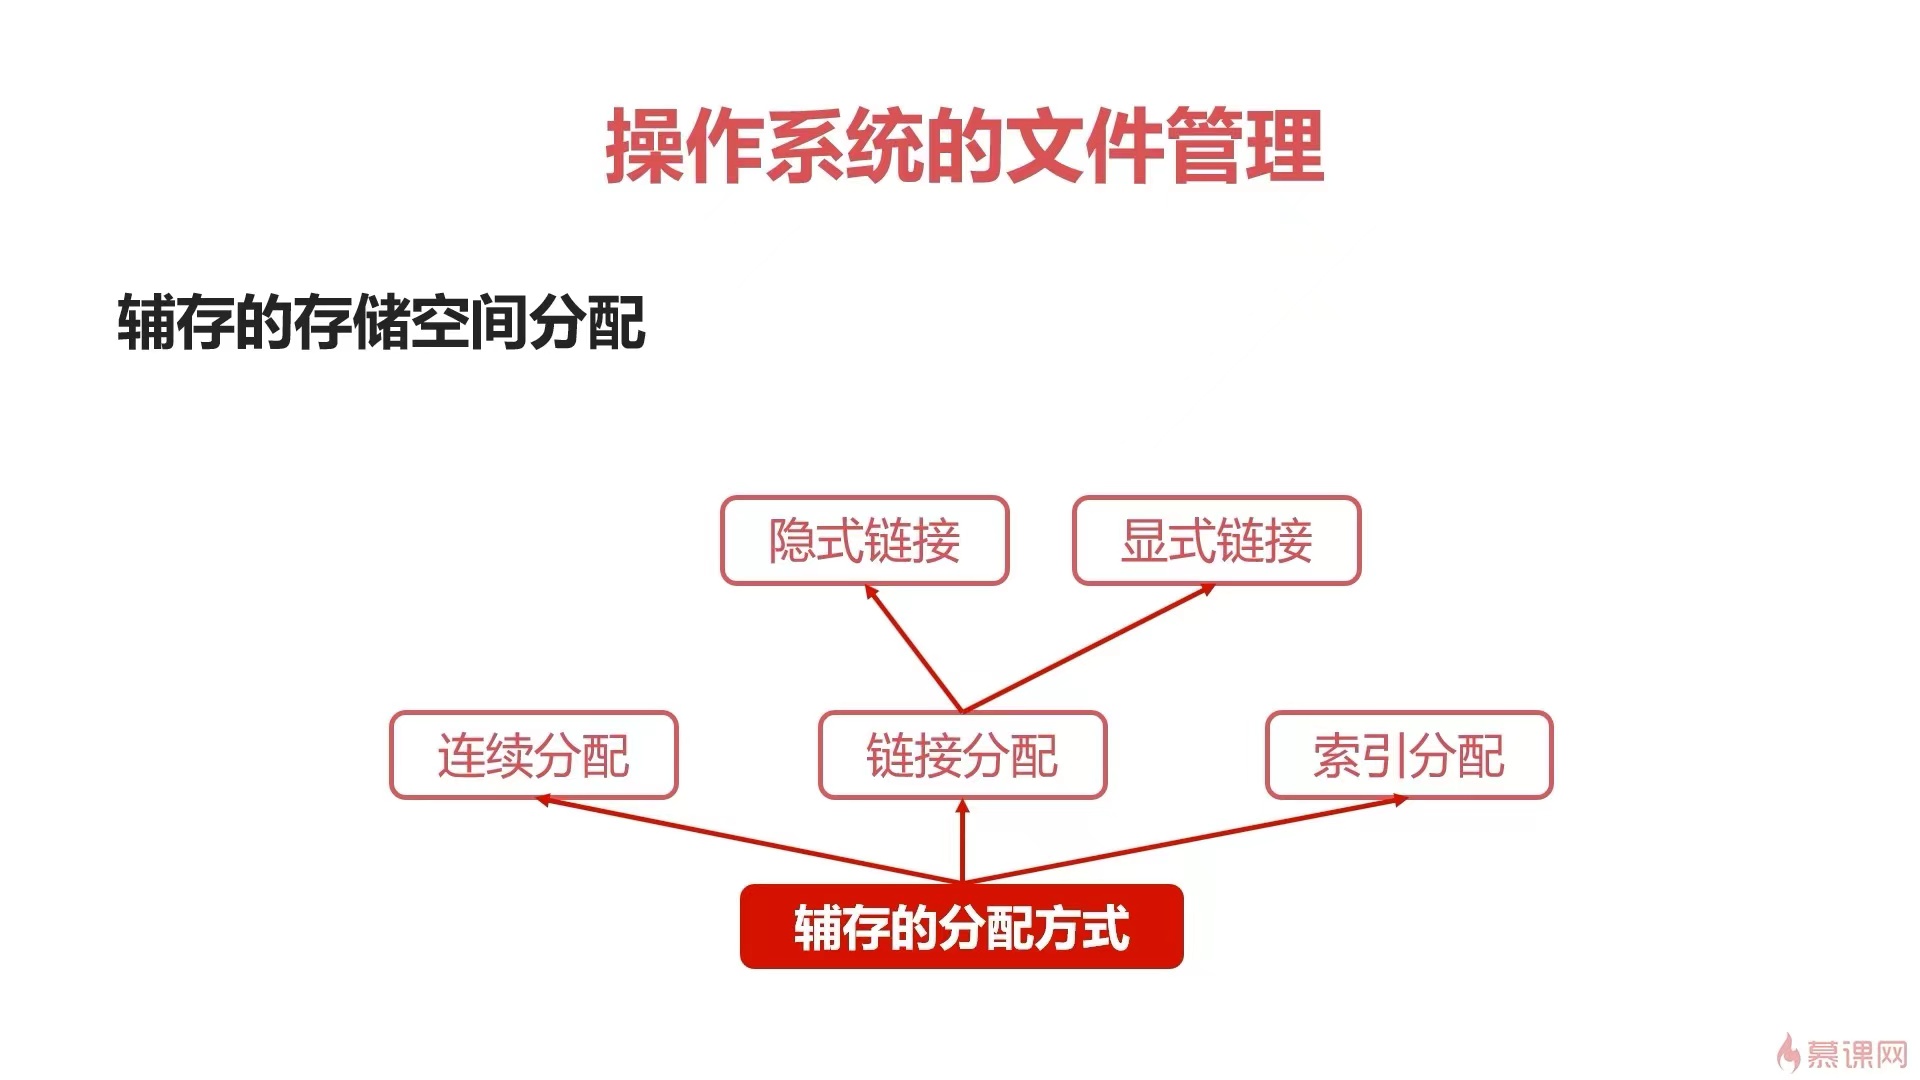 操作系统的文件管理
辅存的存储空间分配
隐式链接
显式链接
连续分配
链接分配
索引分配
辅存的分配方式
慕课网